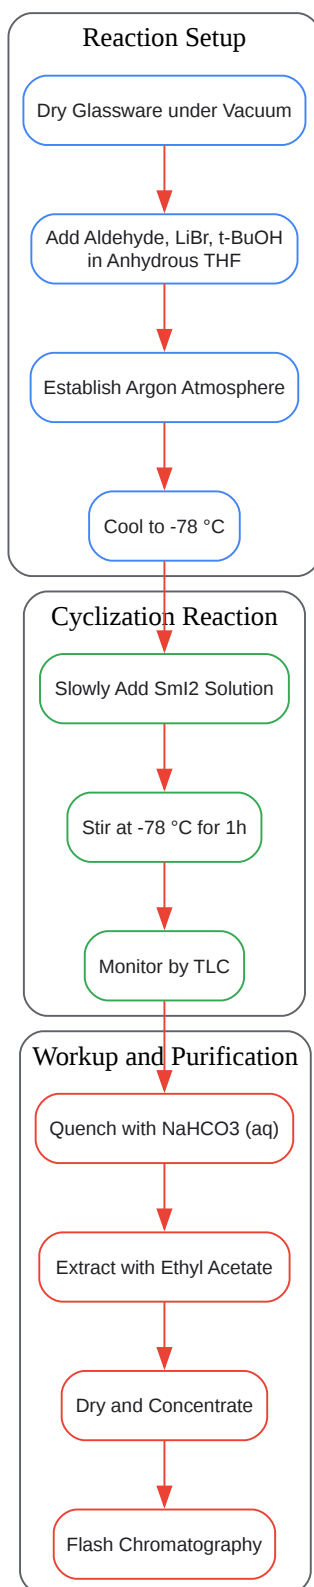 Reaction Setup
Dry Glassware under Vacuum
Add Aldehyde, LiBr, t-BuOH
in Anhydrous THF
Establish Argon Atmosphere
Cool to -78 °C
Cyclization Reaction
Slowly Add SmI2 Solution
Stir at -78 °C for 1h
Monitor by TLC
Workup and Purification
Quench with NaHCO3 (aq)
Extract with Ethyl Acetate
Dry and Concentrate
Flash Chromatography